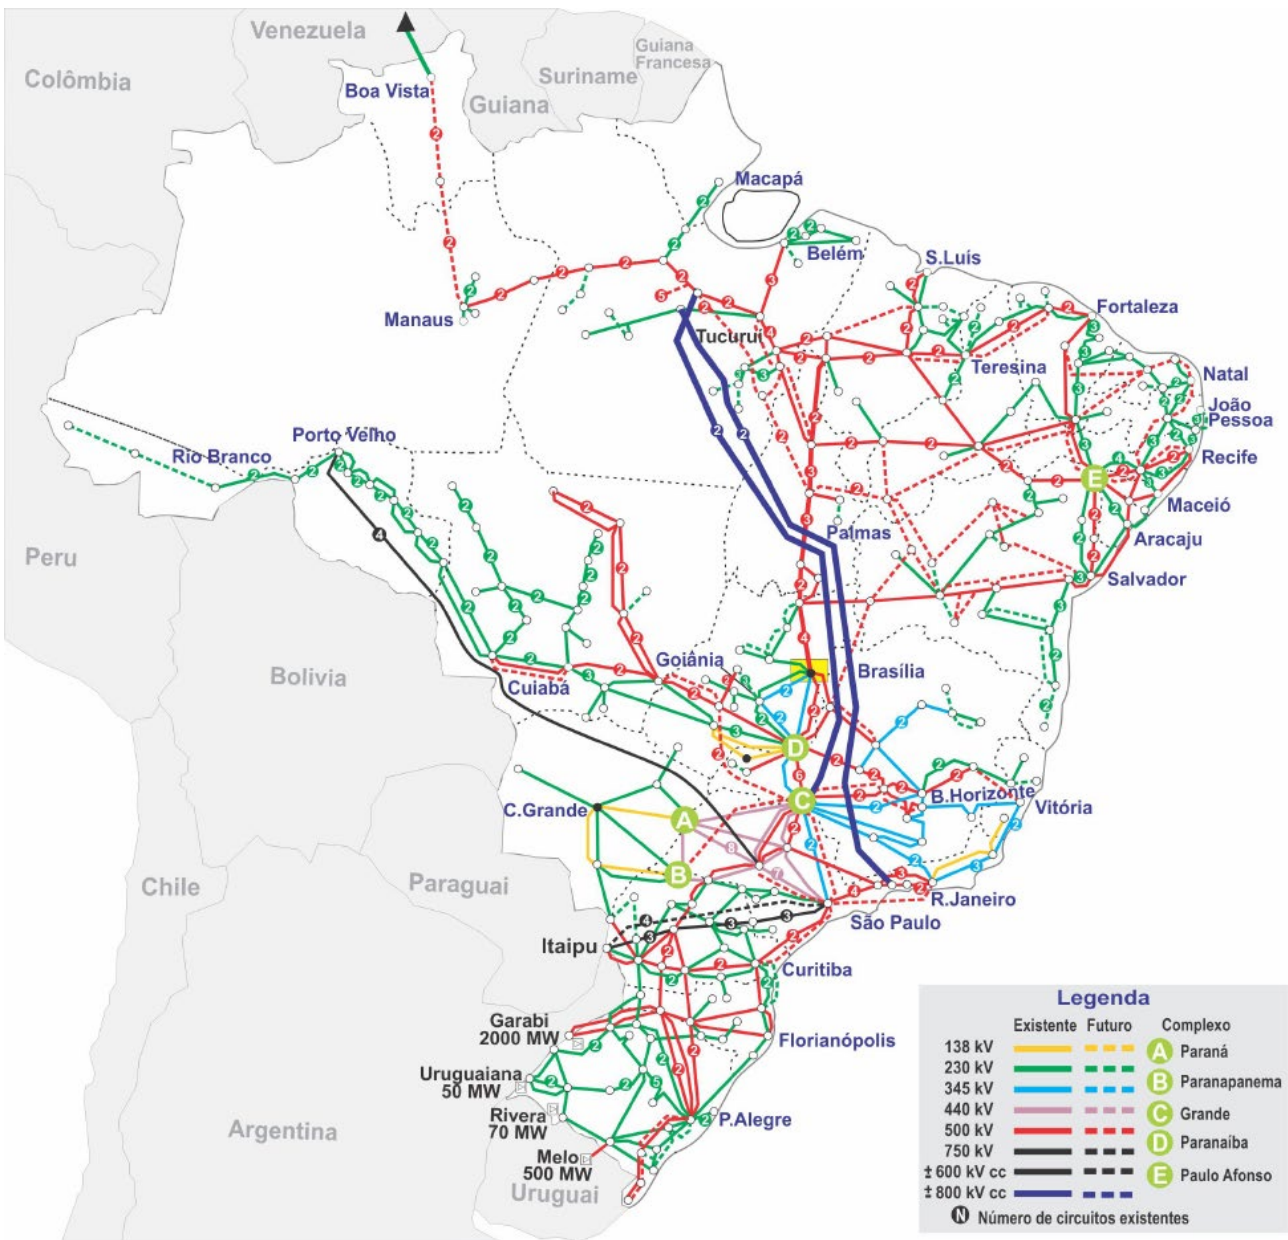 Venezuela
Guiana
Francesa
Colômbia
Suriname
Boa Vista
Guiana
Macapá
Belém
S.Luís
Manaus
Fortaleza
Tucuruí
Teresina
Natal
João
Pessoa
Porto Velho
Rio Branco
Recife
E
Maceió
Palmas
Aracaju
Peru
Salvador
Goiânia
Brasília
Bolivia
Cuiabá
D
C.Grande
C
B.Horizonte
Vitória
A
B
Chile
Paraguai
R.Janeiro
São Paulo
Itaipu
Curitiba
Garabi
2000 MW
Florianópolis
Uruguaiana
50 MW
Rivera
70 MW
P.Alegre
Argentina
Melo
500 MW
Uruguai
Legenda
Existente Futuro Complexo
138 kV A Paraná
230 kV
345 kV B Paranapanema
440 kV C Grande
500 kV D Paranaíba
750 kV
± 600 kV cc E Paulo Afonso
± 800 kV cc
N Número de circuitos existentes